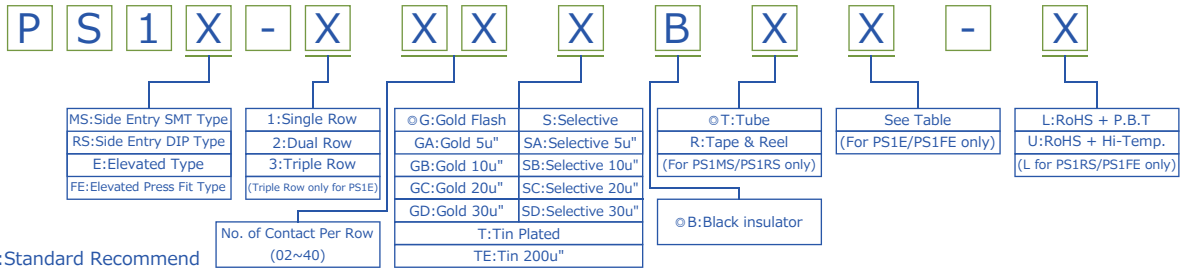 P S 1 X - X X X X B X X - X
MS:Side Entry SMT Type
RS:Side Entry DIP Type
E:Elevated Type
FE:Elevated Press Fit Type
1:Single Row
2:Dual Row
3:Triple Row
(Triple Row only for PS1E)
No. of Contact Per Row
(02~40)
◎G:Gold Flash S:Selective
GA:Gold 5u" SA:Selective 5u"
GB:Gold 10u" SB:Selective 10u"
GC:Gold 20u" SC:Selective 20u"
GD:Gold 30u" SD:Selective 30u"
T:Tin Plated
TE:Tin 200u"
◎B:Black insulator
◎T:Tube
R:Tape & Reel
(For PS1MS/PS1RS only)
See Table
(For PS1E/PS1FE only)
L:RoHS + P.B.T
U:RoHS + Hi-Temp.
(L for PS1RS/PS1FE only)
:Standard Recommend